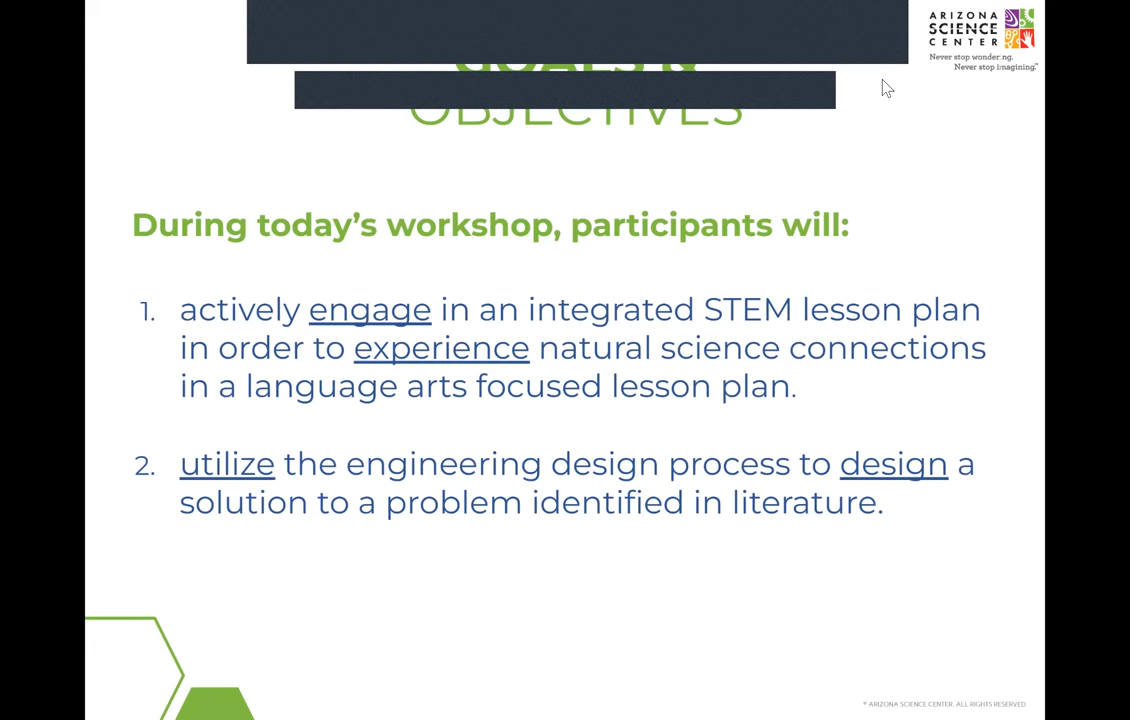 ARIZONA
SCIENCE
CENTER
Never stop wondering.
Never stop imagining.™
GOALS &
OBJECTIVES
During today's workshop, participants will:
1. actively engage in an integrated STEM lesson plan
in order to experience natural science connections
in a language arts focused lesson plan.
2. utilize the engineering design process to design a
solution to a problem identified in literature.
® ARIZONA SCIENCE CENTER. ALL RIGHTS RESERVED.